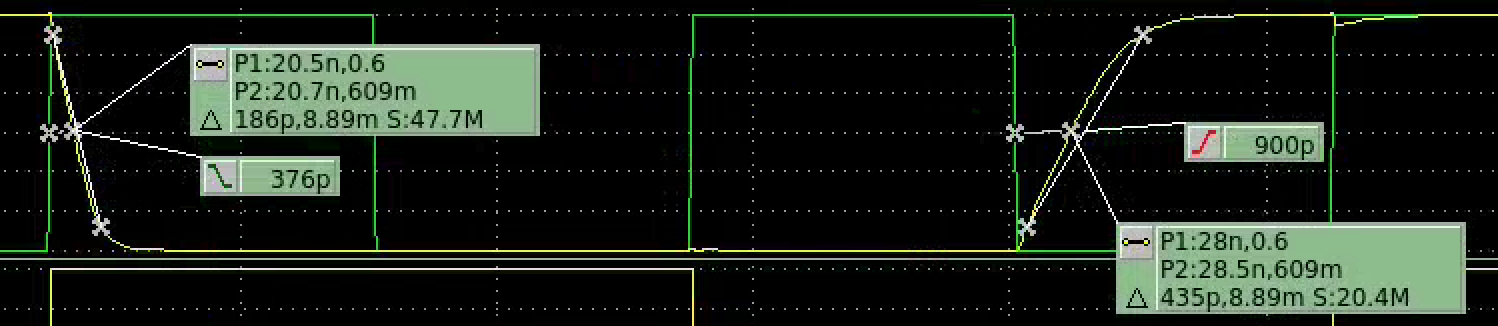 P1:20.5n,0.6
P2:20.7n,609m
△ 186p,8.89m S:47.7M
376p
900p
P1:28n,0.6
P2:28.5n,609m
△ 435p,8.89m S:20.4M